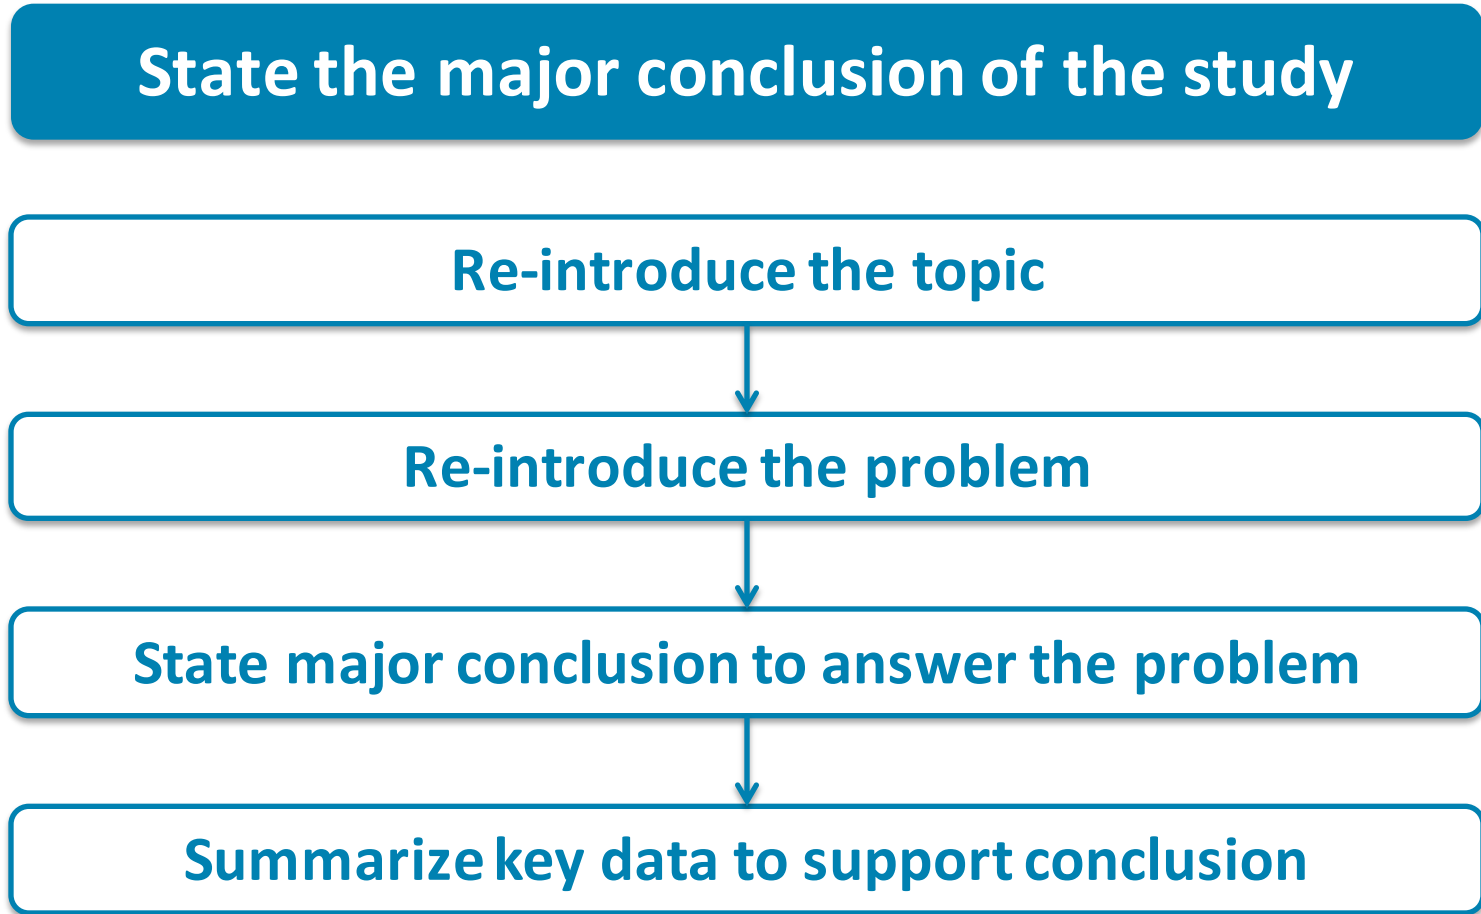 State the major conclusion of the study
Re-introduce the topic
Re-introduce the problem
State major conclusion to answer the problem
Summarize key data to support conclusion